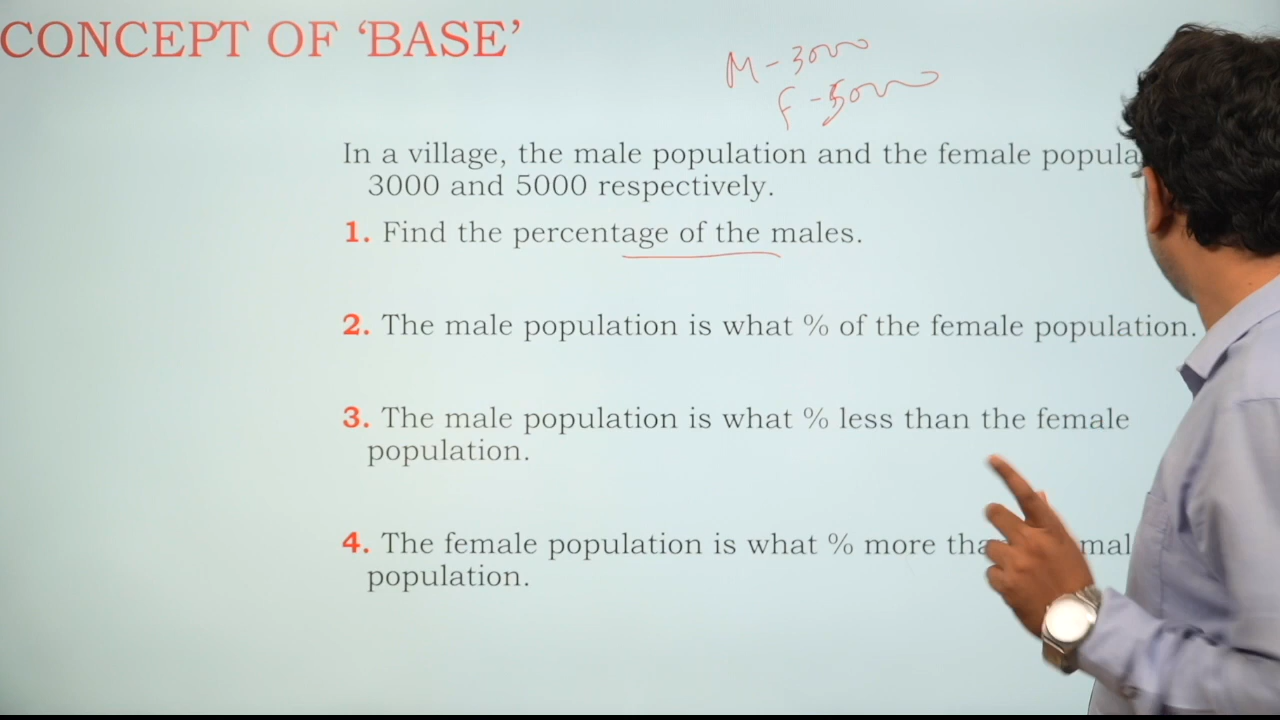 CONCEPT OF ‘BASE’
M - 3000
F - 5000
In a village, the male population and the female
3000 and 5000 respectively.
1. Find the percentage of the males.
2. The male population is what % of the female population.
3. The male population is what % less than the female
population.
4. The female population is what % more
population.